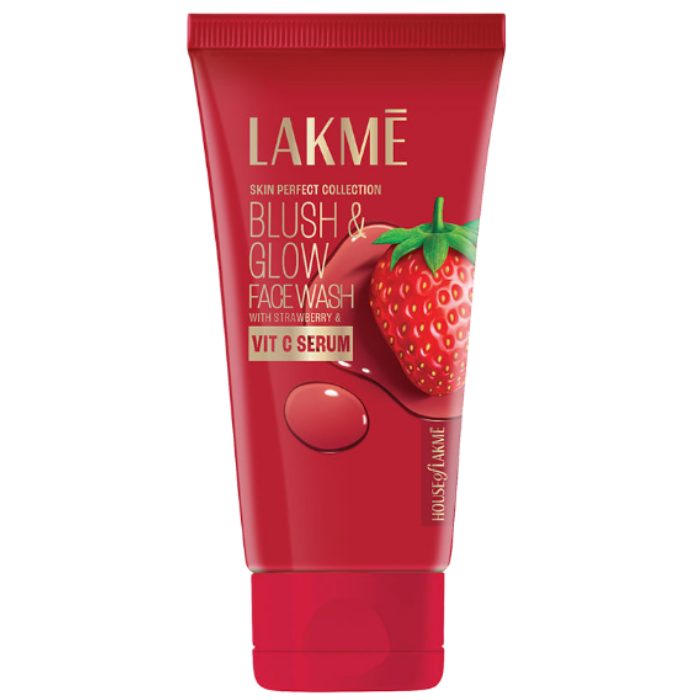 LAKMĒ
SKIN PERFECT COLLECTION
BLUSH &
GLOW
FACE WASH
WITH STRAWBERRY &
VIT C SERUM
HOUSE of LAKMĒ